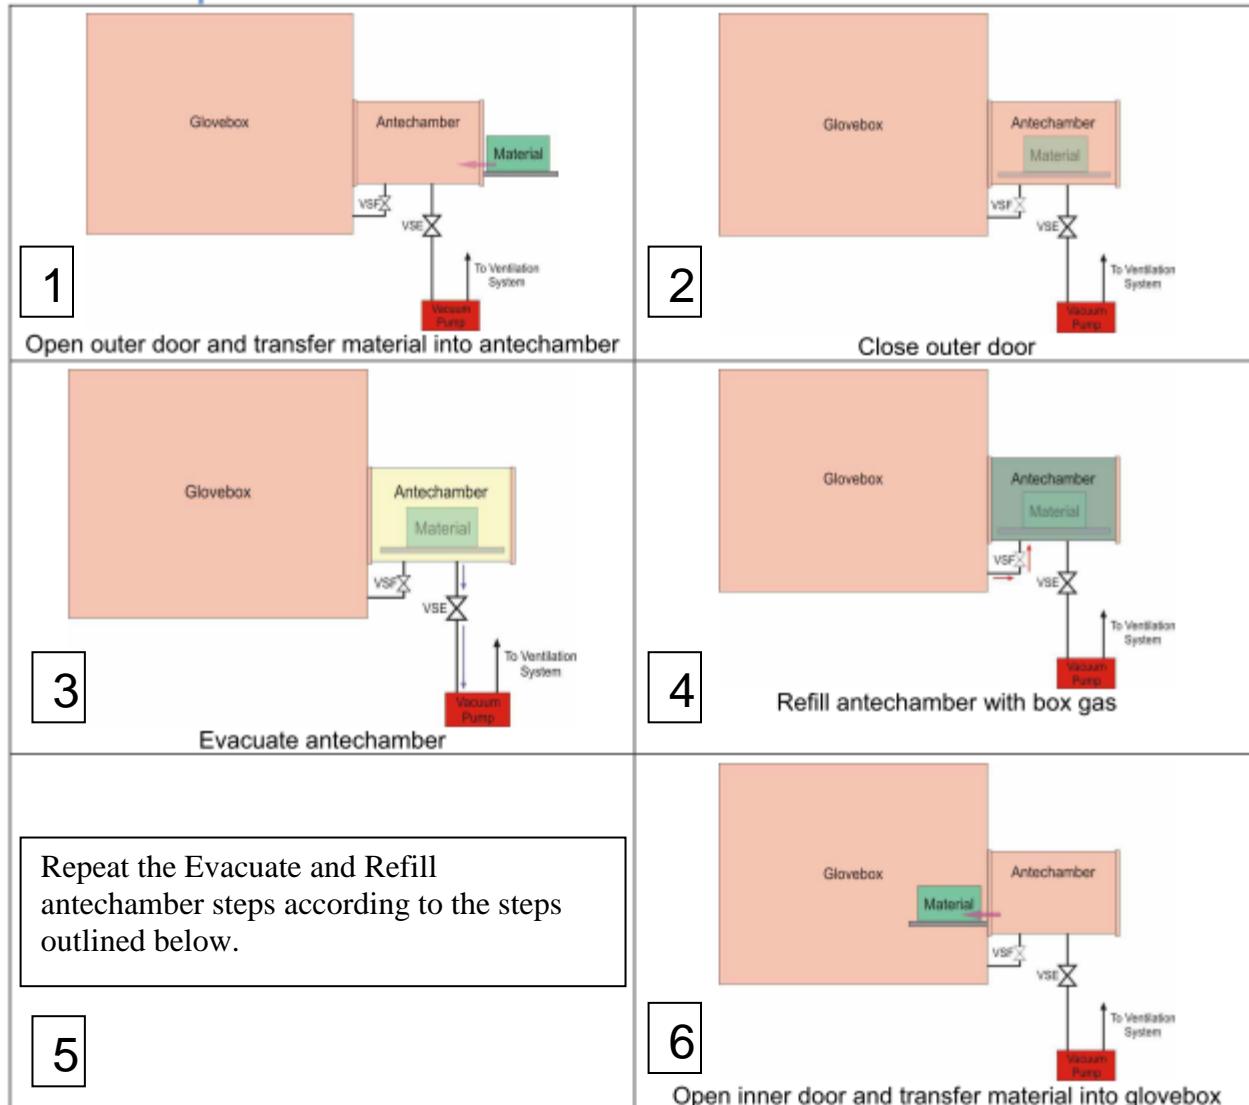 Glovebox
Antechamber
Material
VSF
VSE
To Ventilation
System
Vacuum
Pump
1
Open outer door and transfer material into antechamber
Glovebox
Antechamber
Material
VSF
VSE
To Ventilation
System
Vacuum
Pump
2
Close outer door
Glovebox
Antechamber
Material
VSF
VSE
To Ventilation
System
Vacuum
Pump
3
Evacuate antechamber
Glovebox
Antechamber
Material
VSF
VSE
To Ventilation
System
Vacuum
Pump
4
Refill antechamber with box gas
Repeat the Evacuate and Refill
antechamber steps according to the steps
outlined below.
5
Glovebox
Antechamber
Material
VSF
VSE
To Ventilation
System
Vacuum
Pump
6
Open inner door and transfer material into glovebox